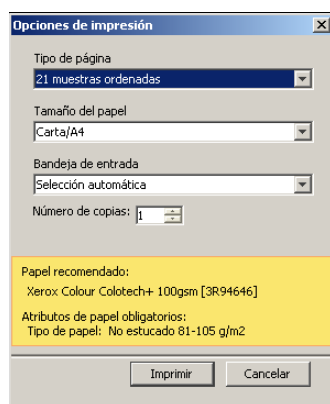 Opciones de impresión
Tipo de página
21 muestras ordenadas
Tamaño del papel
Carta/A4
Bandeja de entrada
Selección automática
Número de copias: 1
Papel recomendado:
Xerox Colour Colotech+ 100gsm [3R94646]
Atributos de papel obligatorios:
Tipo de papel: No estucado 81-105 g/m2
Imprimir Cancelar